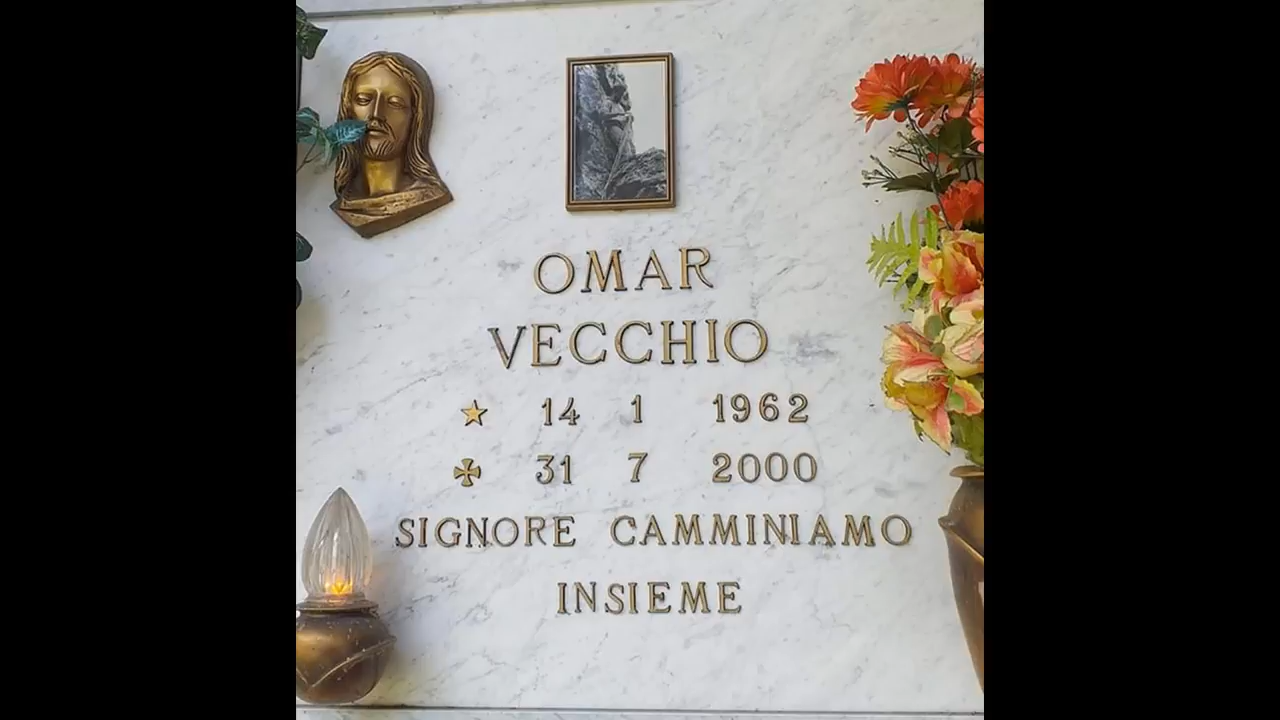 OMAR
VECCHIO
14 1 1962
31 7 2000
SIGNORE CAMMINIAMO
INSIEME